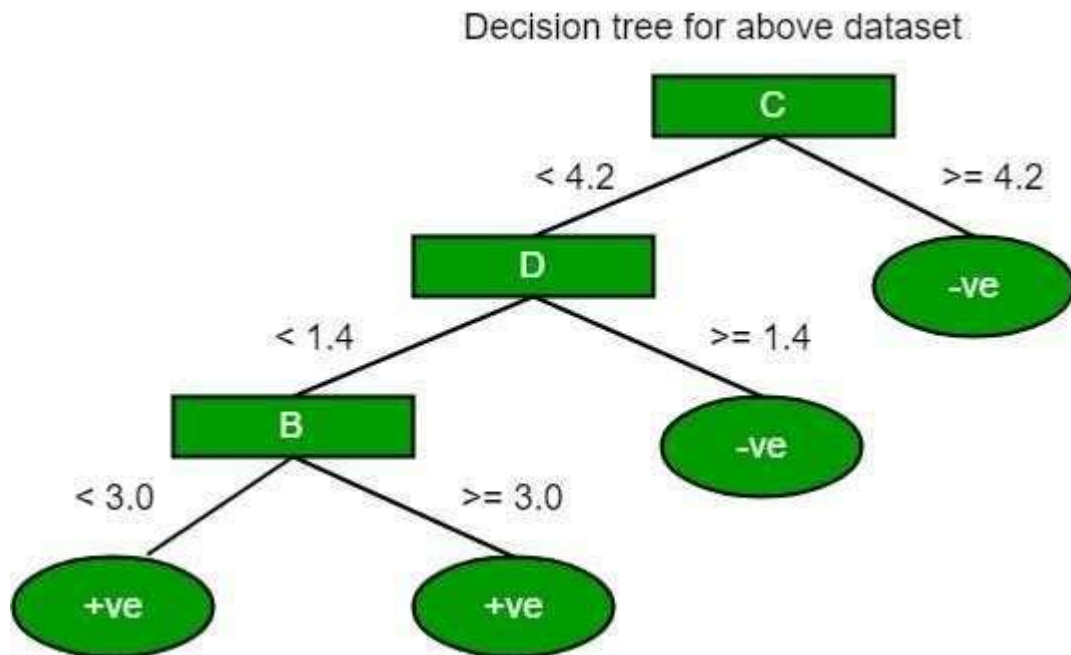 Decision tree for above dataset
C
< 4.2
>= 4.2
D
-ve
< 1.4
>= 1.4
B
-ve
< 3.0
>= 3.0
+ve
+ve